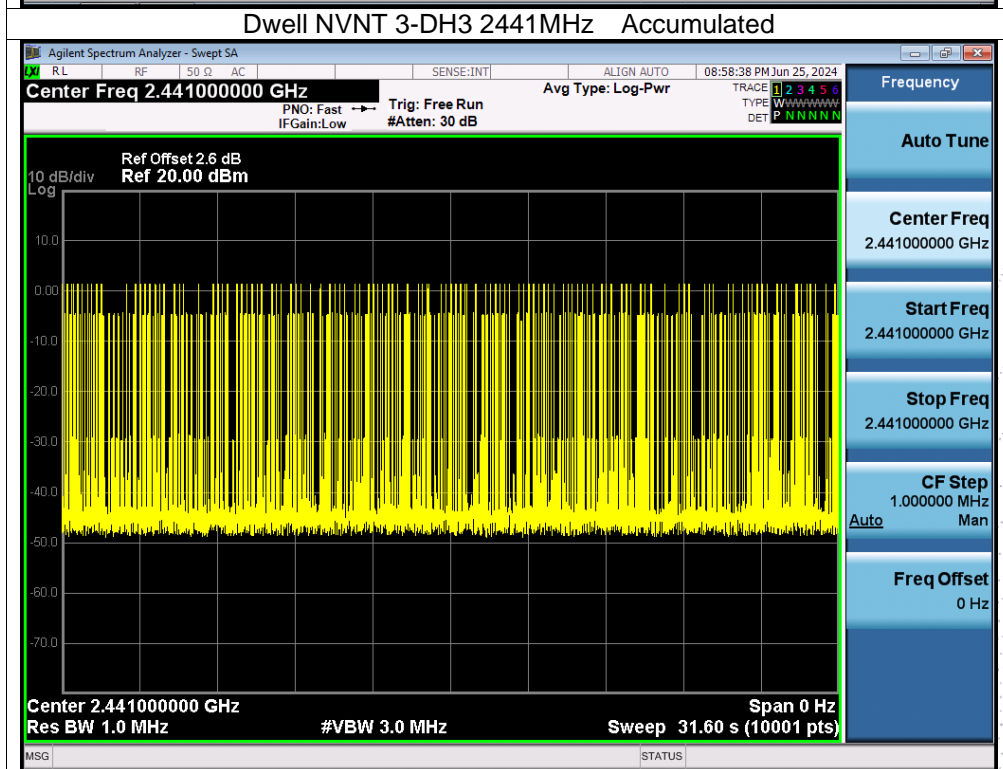 Dwell NVNT 3-DH3 2441MHz Accumulated
Agilent Spectrum Analyzer - Swept SA
LXI RL RF 50 Ω AC SENSE:INT ALIGN AUTO 08:58:38 PM Jun 25, 2024
Center Freq 2.441000000 GHz
PNO: Fast
IFGain:Low
Trig: Free Run
#Atten: 30 dB
Avg Type: Log-Pwr
TRACE 1 2 3 4 5 6
TYPE WWWWWWW
DET P N N N N N
Ref Offset 2.6 dB
10 dB/div Ref 20.00 dBm
Log
10.0
0.00
-10.0
-20.0
-30.0
-40.0
-50.0
-60.0
-70.0
Center 2.441000000 GHz Span 0 Hz
Res BW 1.0 MHz #VBW 3.0 MHz Sweep 31.60 s (10001 pts)
MSG STATUS
Frequency
Auto Tune
Center Freq
2.441000000 GHz
Start Freq
2.441000000 GHz
Stop Freq
2.441000000 GHz
CF Step
1.000000 MHz
Auto Man
Freq Offset
0 Hz